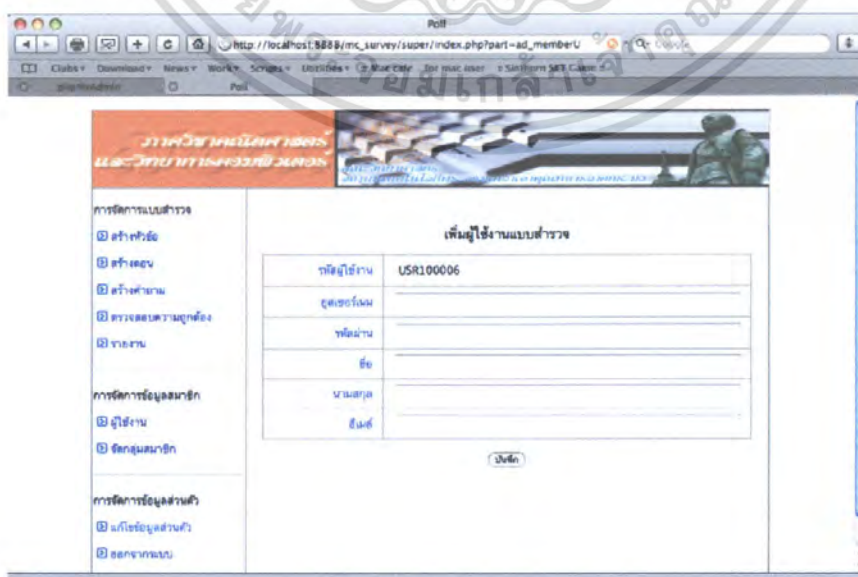 Poll
http://localhost:8888/mc_survey/super/index.php?part=ad_memberU
Google
Clubs Download News Work Scripts Utilities
phpMyAdmin
Poll
ภาควิชาคณิตศาสตร์
และวิทยาการคอมพิวเตอร์
การจัดการแบบสำรวจ
สร้างหัวข้อ
สร้างตอน
สร้างคำถาม
ตรวจสอบความถูกต้อง
รายงาน
การจัดการข้อมูลสมาชิก
ผู้ใช้งาน
จัดกลุ่มสมาชิก
การจัดการข้อมูลส่วนตัว
แก้ไขข้อมูลส่วนตัว
ออกจากระบบ
เพิ่มผู้ใช้งานแบบสำรวจ
รหัสผู้ใช้งาน USR100006
ยูสเซอร์เนม
รหัสผ่าน
ชื่อ
นามสกุล
อีเมล์
บันทึก